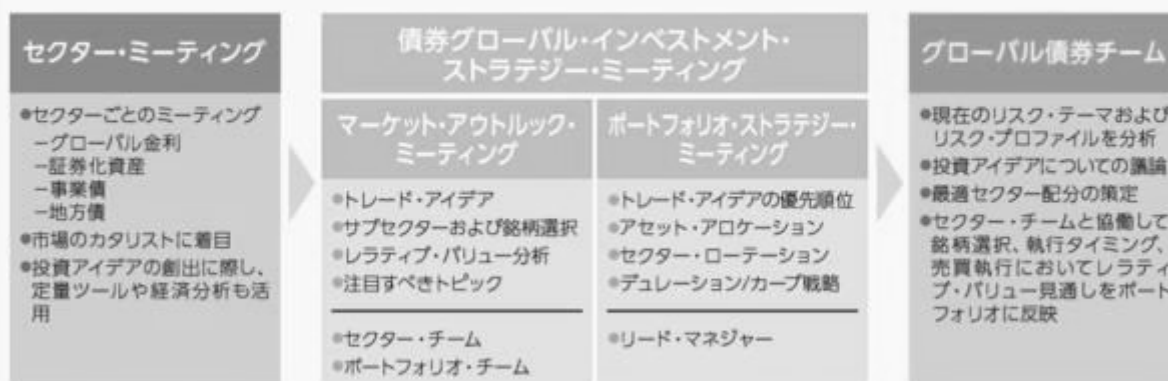 セクター・ミーティング
●セクターごとのミーティング
－グローバル金利
－証券化資産
－事業債
－地方債
●市場のカタリストに着目
●投資アイデアの創出に際し、
定量ツールや経済分析も活
用
債券グローバル・インベストメント・
ストラテジー・ミーティング
マーケット・アウトルック・
ミーティング
●トレード・アイデア
●サブセクターおよび銘柄選択
●レラティブ・バリュー分析
●注目すべきトピック
●セクター・チーム
●ポートフォリオ・チーム
ポートフォリオ・ストラテジー・
ミーティング
●トレード・アイデアの優先順位
●アセット・アロケーション
●セクター・ローテーション
●デュレーション/カーブ戦略
●リード・マネジャー
グローバル債券チーム
●現在のリスク・テーマおよび
リスク・プロファイルを分析
●投資アイデアについての議論
●最適セクター配分の策定
●セクター・チームと協働して
銘柄選択、執行タイミング、
売買執行においてレラティ
ブ・バリュー見通しをポート
フォリオに反映